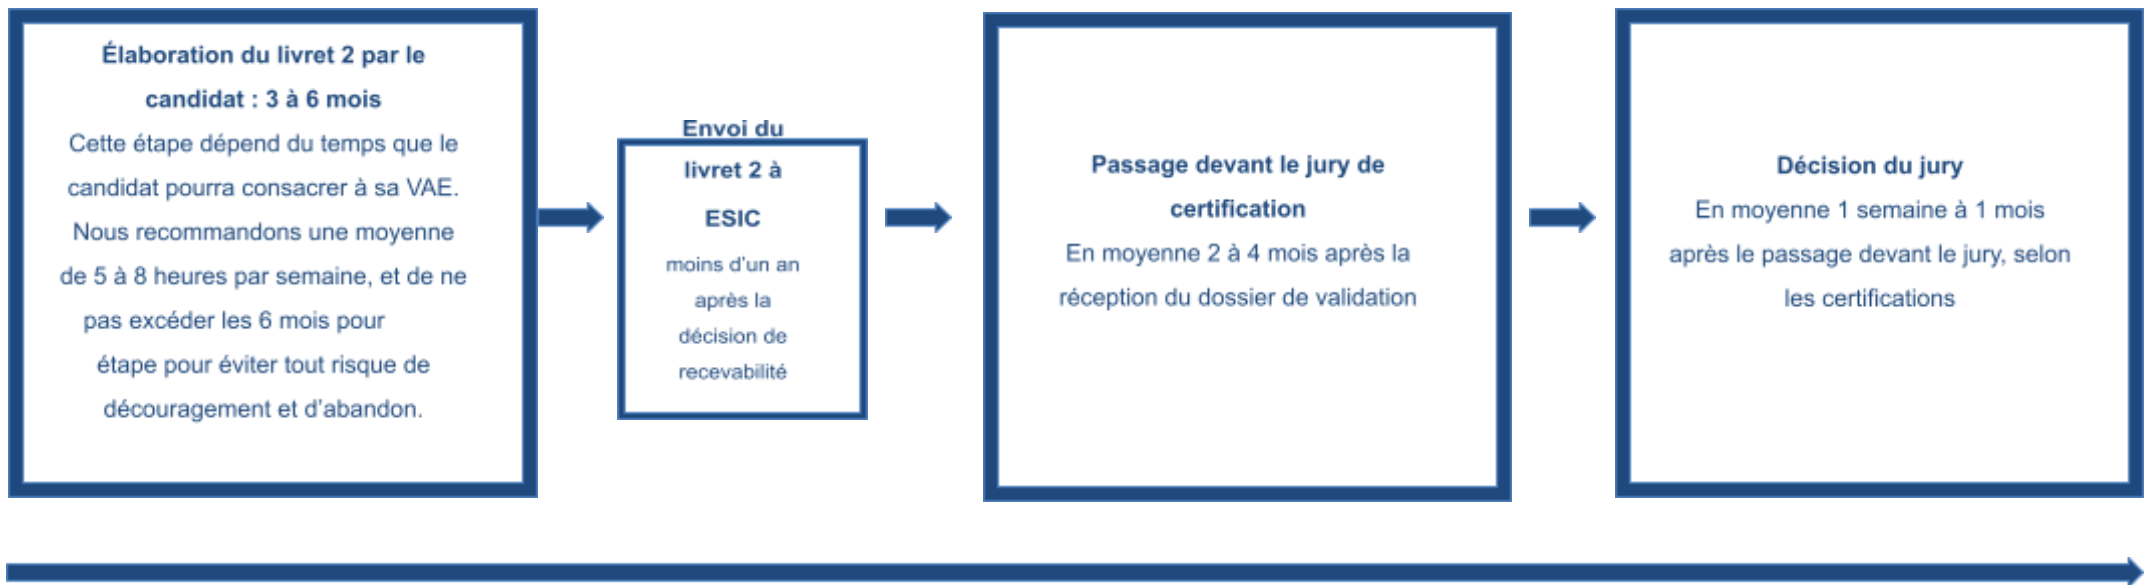 Élaboration du livret 2 par le
candidat : 3 à 6 mois
Cette étape dépend du temps que le
candidat pourra consacrer à sa VAE.
Nous recommandons une moyenne
de 5 à 8 heures par semaine, et de ne
pas excéder les 6 mois pour
étape pour éviter tout risque de
découragement et d'abandon.
Envoi du
livret 2 à
ESIC
moins d'un an
après la
décision de
recevabilité
Passage devant le jury de
certification
En moyenne 2 à 4 mois après la
réception du dossier de validation
Décision du jury
En moyenne 1 semaine à 1 mois
après le passage devant le jury, selon
les certifications